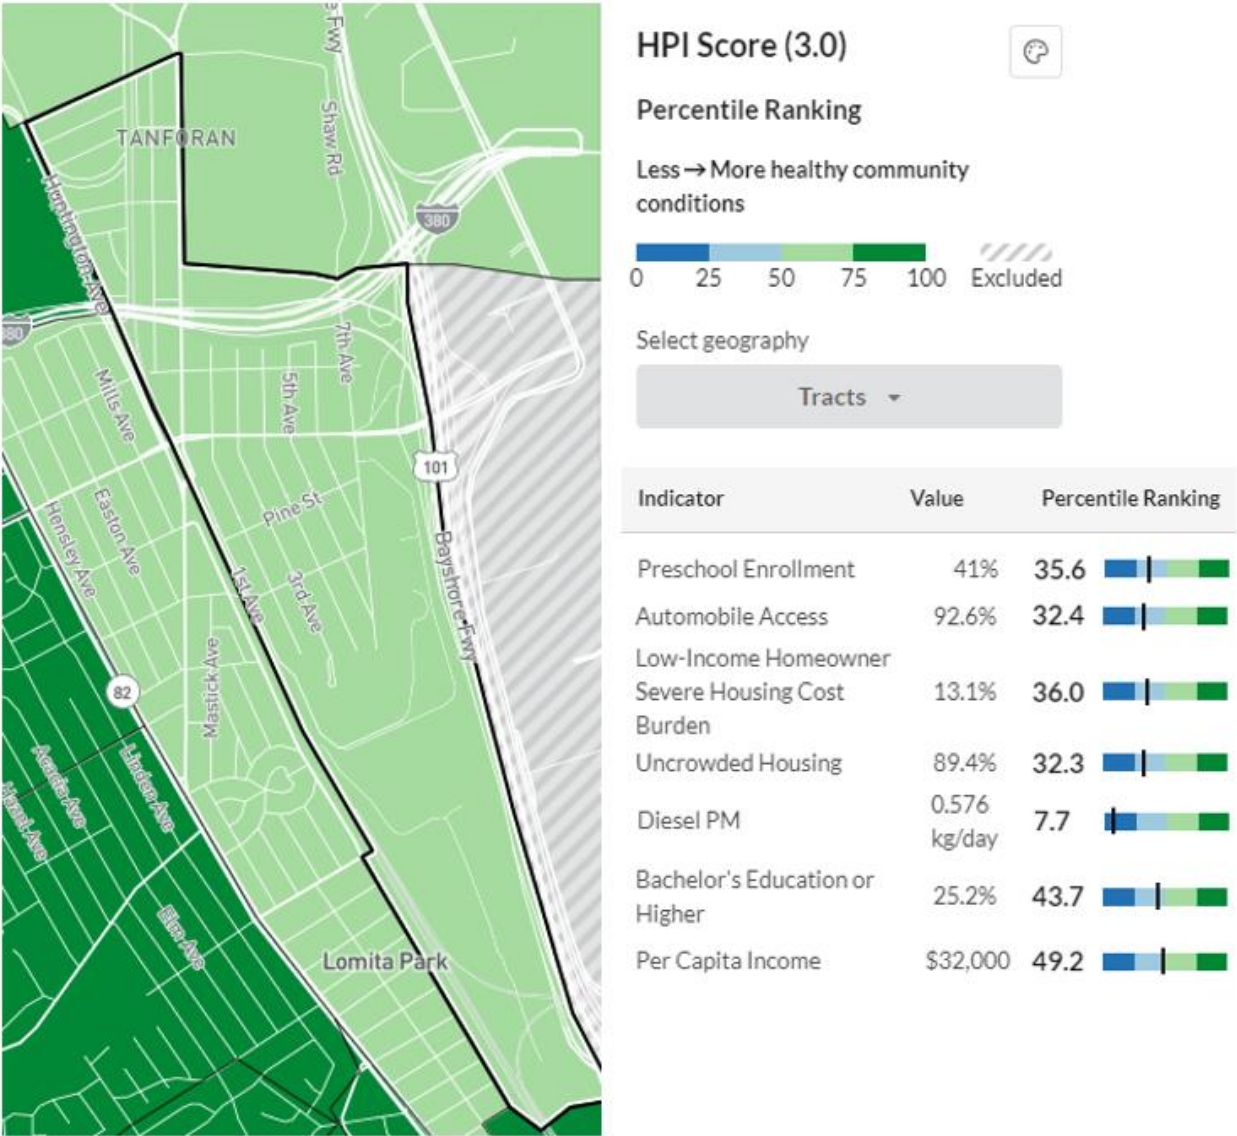 e Fwy
TANFORAN
Shaw Rd
380
Huntington Ave
380
7th Ave
5th Ave
Mills Ave
101
Pine St
Easton Ave
Hensley Ave
Bayshore Fwy
1st Ave
3rd Ave
Mastick Ave
82
Linden Ave
Acacia Ave
Hazel Ave
Elm Ave
Lomita Park
HPI Score (3.0)
Percentile Ranking
Less → More healthy community
conditions
0 25 50 75 100 Excluded
Select geography
Tracts
Indicator Value Percentile Ranking
Preschool Enrollment 41% 35.6
Automobile Access 92.6% 32.4
Low-Income Homeowner
Severe Housing Cost 13.1% 36.0
Burden
Uncrowded Housing 89.4% 32.3
0.576
Diesel PM 7.7
kg/day
Bachelor's Education or
25.2% 43.7
Higher
Per Capita Income $32,000 49.2